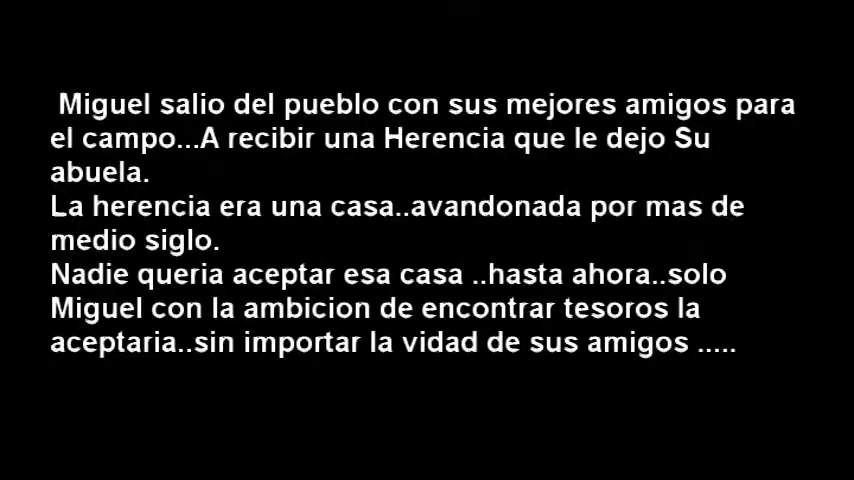 Miguel salio del pueblo con sus mejores amigos para
el campo...A recibir una Herencia que le dejo Su
abuela.
La herencia era una casa..avandonada por mas de
medio siglo.
Nadie queria aceptar esa casa ..hasta ahora..solo
Miguel con la ambicion de encontrar tesoros la
aceptaria..sin importar la vidad de sus amigos .....